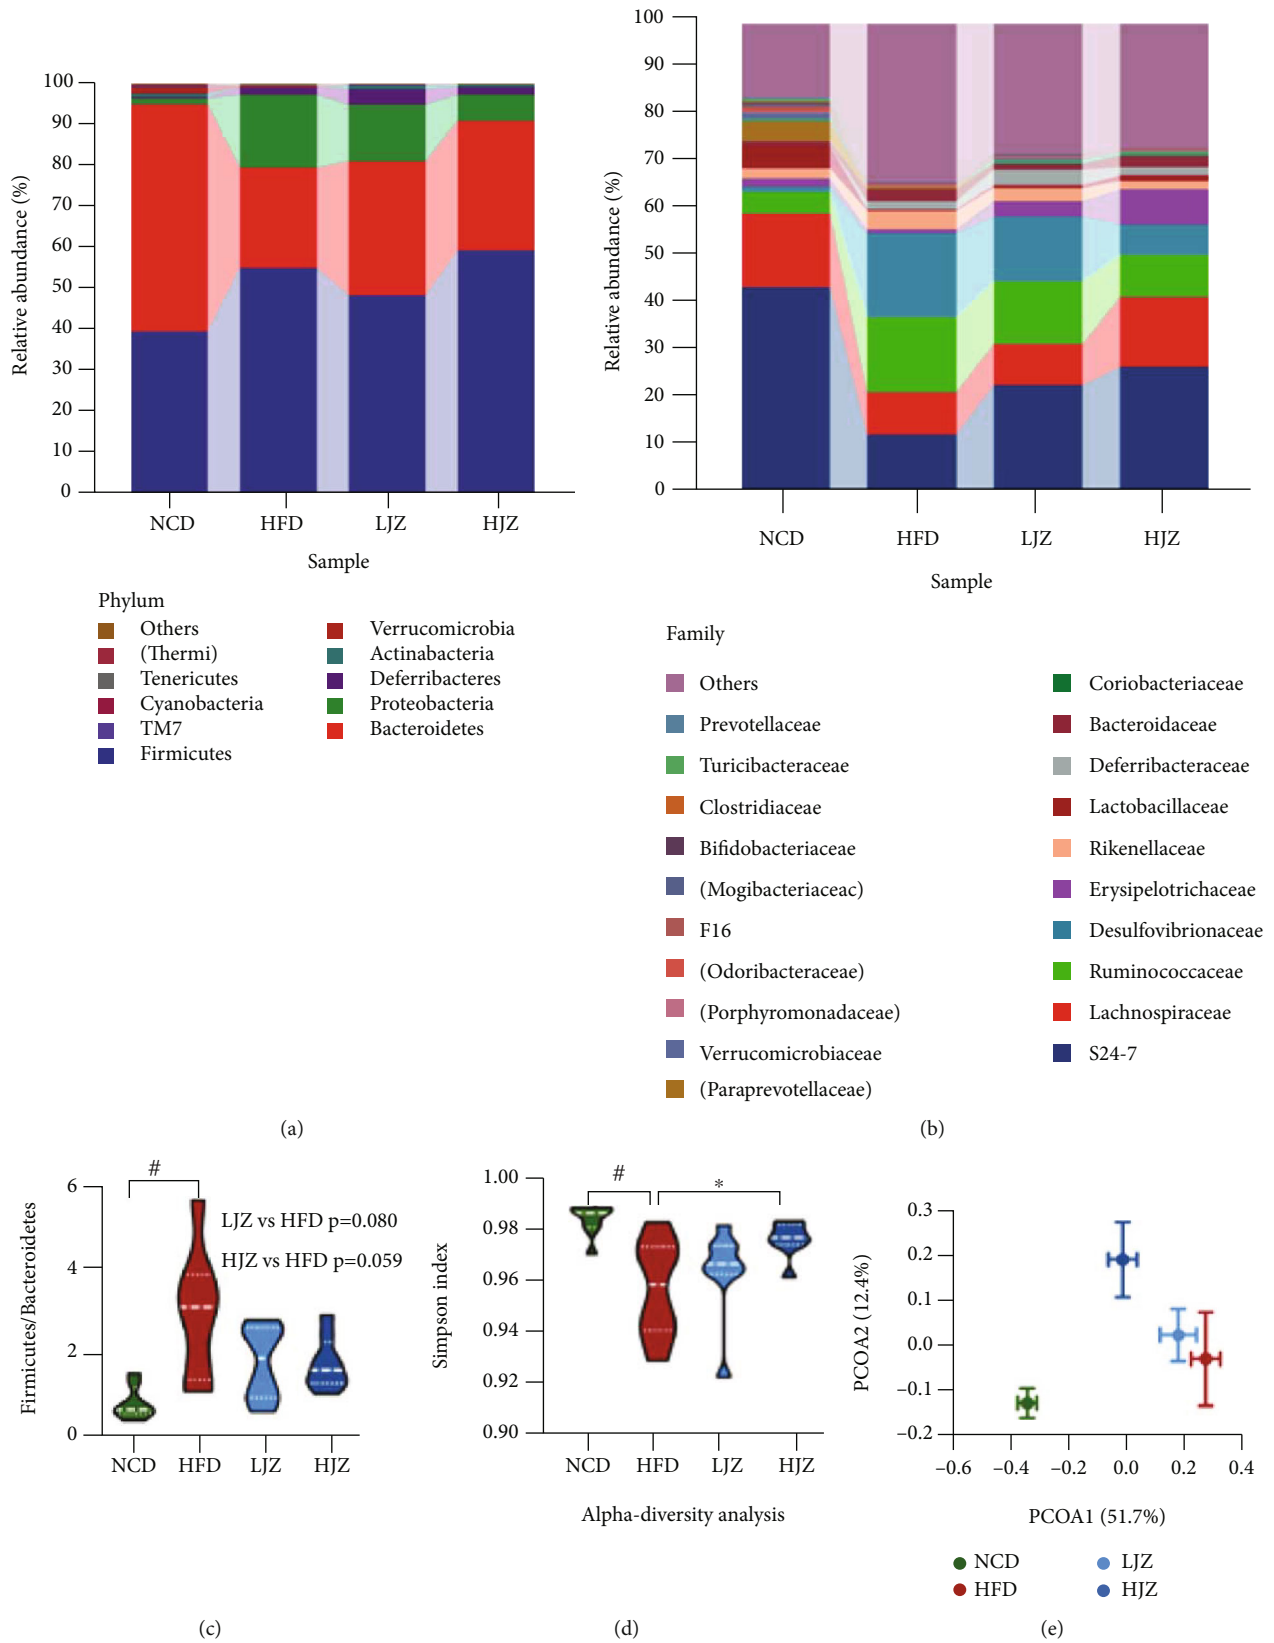 100
90
80
70
60
50
40
30
20
10
0
Relative abundance (%)
NCD
HFD
LJZ
HJZ
Sample
Phylum
Others
(Thermi)
Tenericutes
Cyanobacteria
TM7
Firmicutes
Verrucomicrobia
Actinabacteria
Deferribacteres
Proteobacteria
Bacteroidetes
(a)
100
90
80
70
60
50
40
30
20
10
0
Relative abundance (%)
NCD
HFD
LJZ
HJZ
Sample
Family
Others
Prevotellaceae
Turicibacteraceae
Clostridiaceae
Bifidobacteriaceae
(Mogibacteriaceac)
F16
(Odoribacteraceae)
(Porphyromonadaceae)
Verrucomicrobiaceae
(Paraprevotellaceae)
Coriobacteriaceae
Bacteroidaceae
Deferribacteraceae
Lactobacillaceae
Rikenellaceae
Erysipelotrichaceae
Desulfovibrionaceae
Ruminococcaceae
Lachnospiraceae
S24-7
(b)
6
4
2
0
Firmicutes/Bacteroidetes
#
LJZ vs HFD p=0.080
HJZ vs HFD p=0.059
NCD
HFD
LJZ
HJZ
(c)
1.00
0.98
0.96
0.94
0.92
0.90
Simpson index
#
*
NCD
HFD
LJZ
HJZ
Alpha-diversity analysis
(d)
0.3
0.2
0.1
0.0
−0.1
−0.2
PCOA2 (12.4%)
−0.6
−0.4
−0.2
0.0
0.2
0.4
PCOA1 (51.7%)
NCD
HFD
LJZ
HJZ
(e)